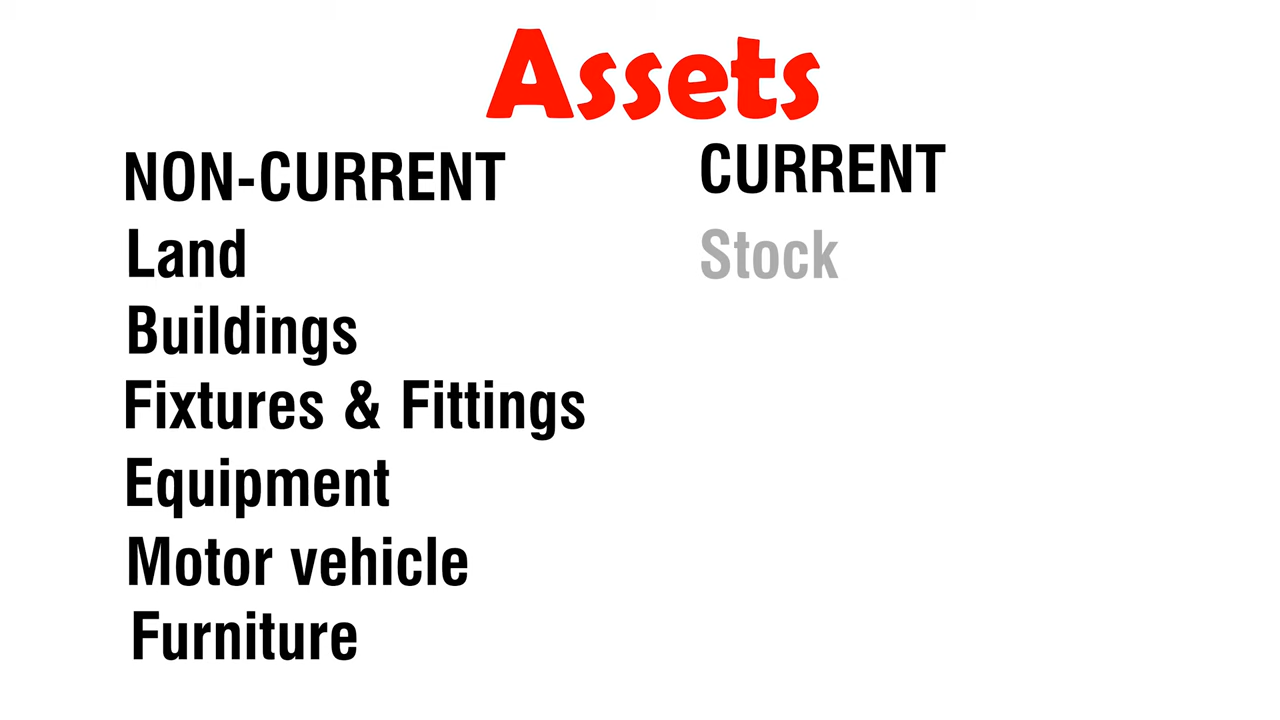 Assets
NON-CURRENT
Land
Buildings
Fixtures & Fittings
Equipment
Motor vehicle
Furniture
CURRENT
Stock